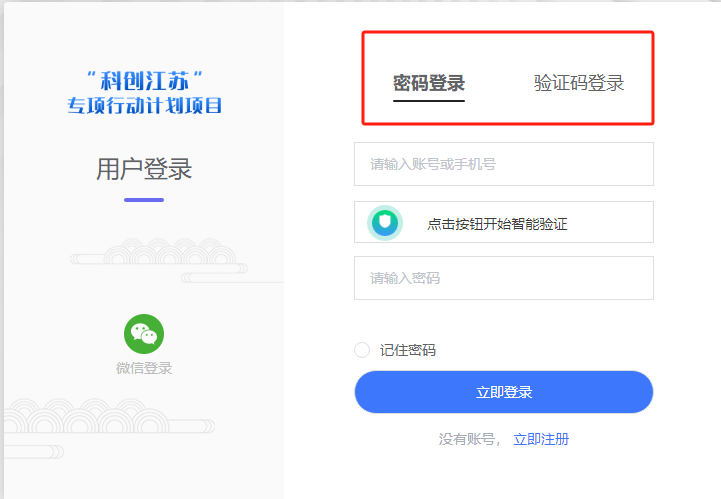 “科创江苏”
专项行动计划项目
用户登录
微信登录
密码登录 验证码登录
请输入账号或手机号
点击按钮开始智能验证
请输入密码
记住密码
立即登录
没有账号， 立即注册